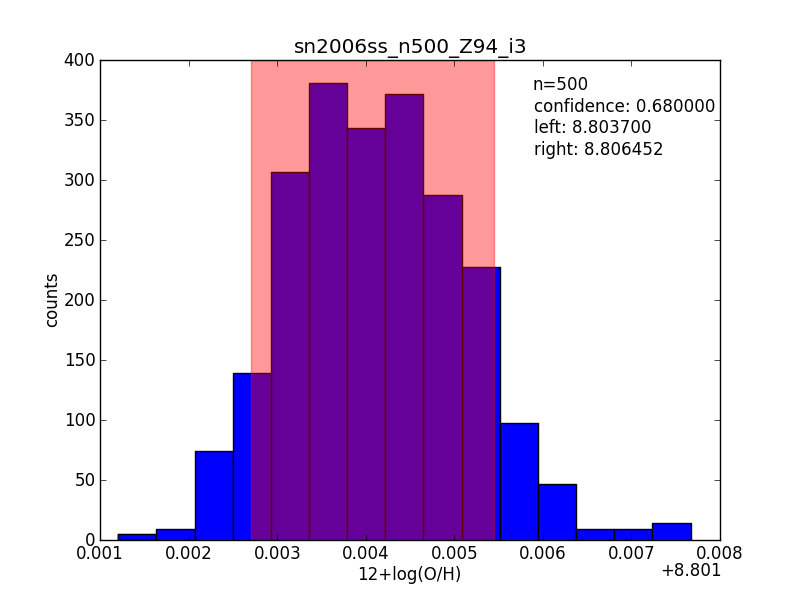 sn2006ss_n500_Z94_i3
n=500
confidence: 0.680000
left: 8.803700
right: 8.806452
400
350
300
250
200
150
100
50
0
counts
0.001 0.002 0.003 0.004 0.005 0.006 0.007 0.008
12+log(O/H)
+8.801